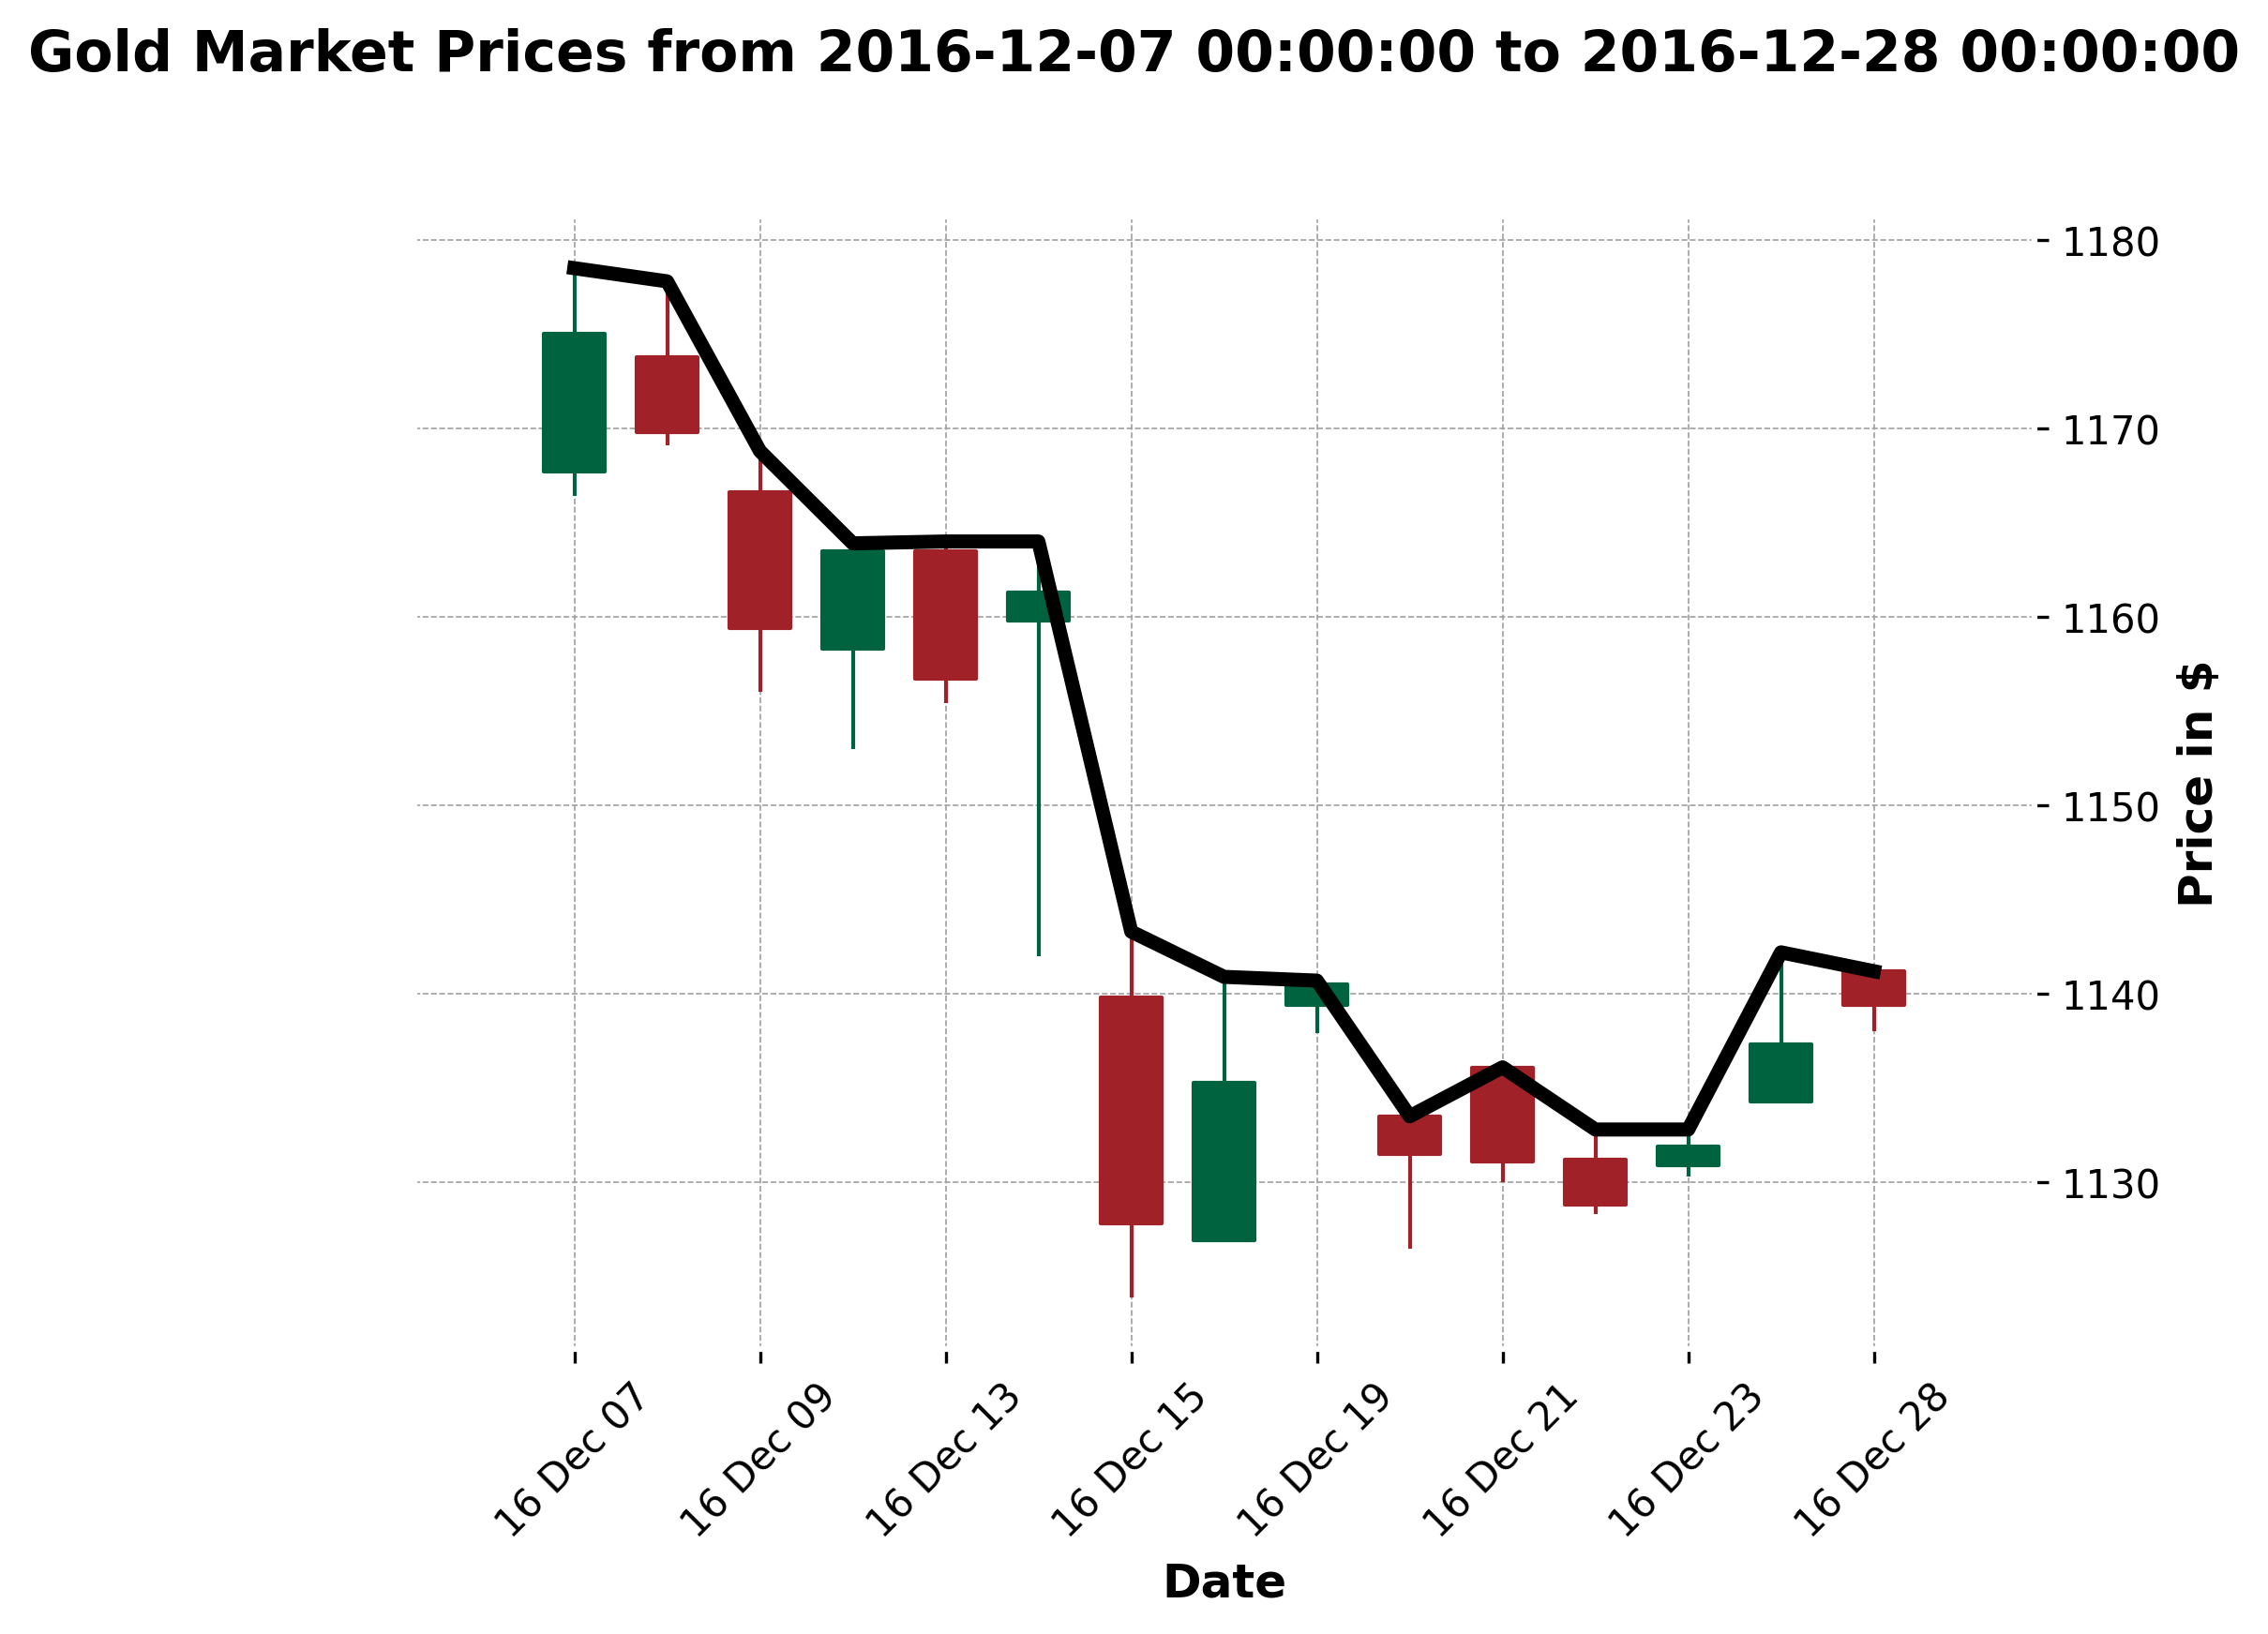 Gold Market Prices from 2016-12-07 00:00:00 to 2016-12-28 00:00:00
1180
1170
1160
1150
1140
1130
Price in $
16 Dec 07
16 Dec 09
16 Dec 13
16 Dec 15
16 Dec 19
16 Dec 21
16 Dec 23
16 Dec 28
Date